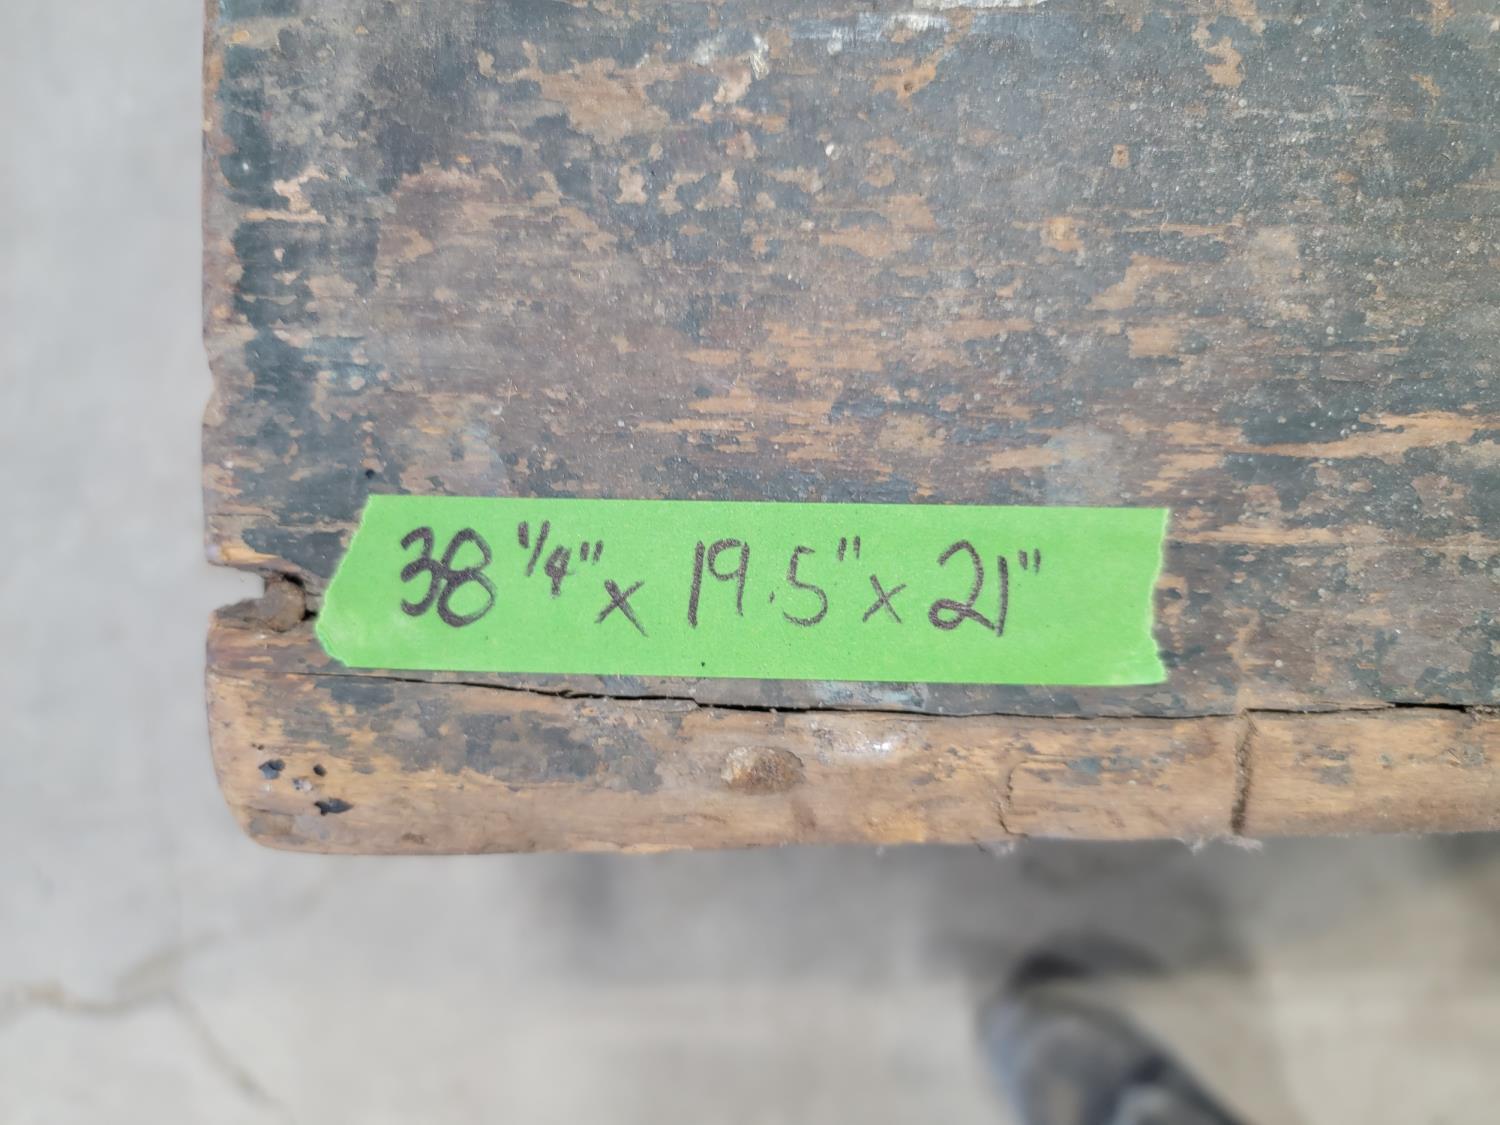 38 1/4" x 19.5" x 21"